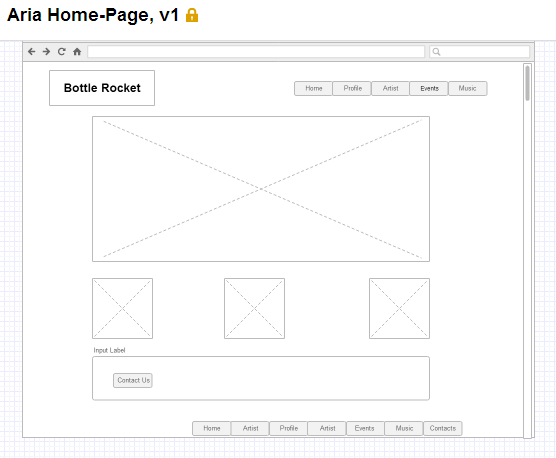 Aria Home-Page, v1
Bottle Rocket
Home Profile Artist Events Music
Input Label
Contact Us
Home Artist Profile Artist Events Music Contacts